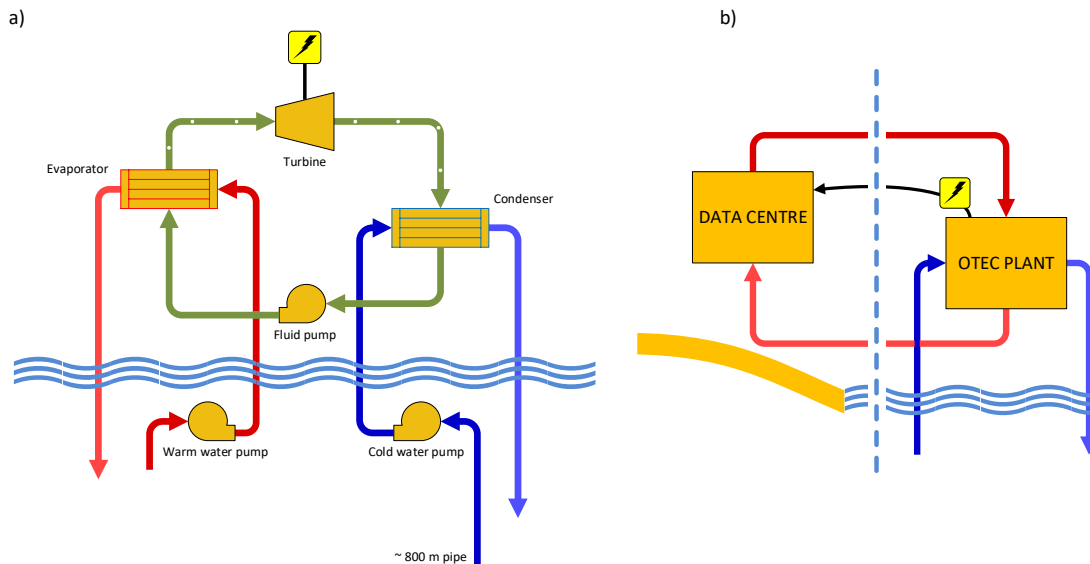 a)
Turbine
Evaporator
Condenser
Fluid pump
Warm water pump
Cold water pump
~ 800 m pipe
b)
DATA CENTRE
OTEC PLANT